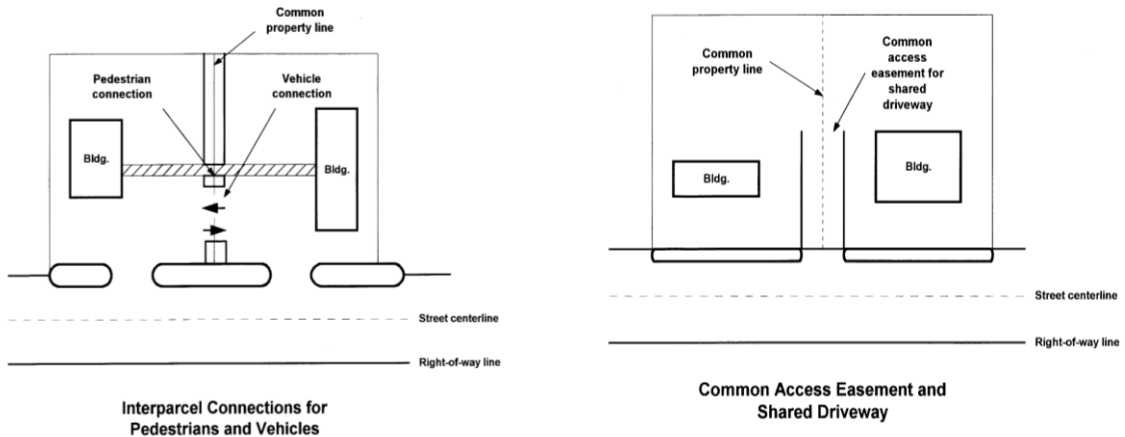 Common
property line
Pedestrian
connection
Vehicle
connection
Bldg.
Bldg.
Street centerline
Right-of-way line
Interparcel Connections for
Pedestrians and Vehicles
Common
property line
Common
access
easement for
shared
driveway
Bldg.
Bldg.
Street centerline
Right-of-way line
Common Access Easement and
Shared Driveway